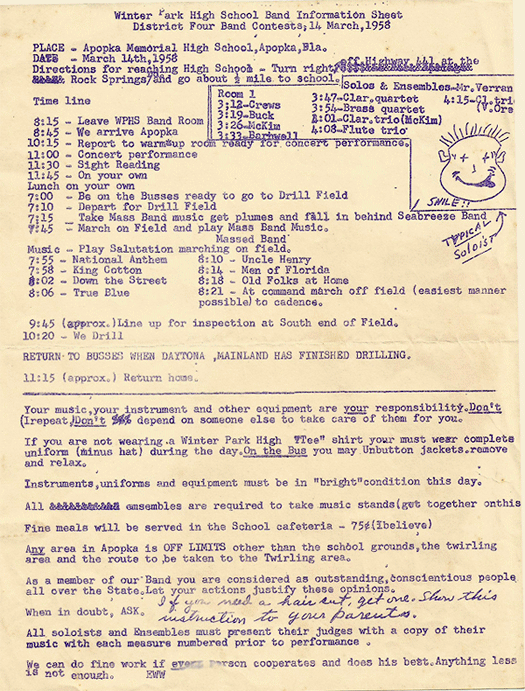 Winter Park High School Band Information Sheet
District Four Band Contests, 14 March, 1958
PLACE - Apopka Memorial High School, Apopka, Fla.
DATE - March 14th, 1958
Directions for reaching High School - Turn right, off Highway 441 at the
Rock Springs/and go about ½ mile to school.
Solos & Ensembles-Mr. Verran
Room 1
3:12-Crews
3:19-Buck
3:26-McKim
3:33-Barnwell
3:47-Clar. quartet
3:54-Brass quartet
4:01-Clar. trio(McKim)
4:08-Flute trio
4:15-Cl. trio
(V. Ore
Time line
8:15 - Leave WPHS Band Room
8:45 - We arrive Apopka
10:15 - Report to warmup room ready for concert performance.
11:00 - Concert performance
11:30 - Sight Reading
11:45 - On your own
Lunch on your own
SMILE!!
TYPICAL SOLOIST
7:00 - Be on the Busses ready to go to Drill Field
7:10 - Depart for Drill Field
7:15 - Take Mass Band music get plumes and fall in behind Seabreeze Band
7:45 - March on Field and play Mass Band Music.
Massed Band
Music - Play Salutation marching on field.
7:55 - National Anthem
7:58 - King Cotton
8:02 - Down the Street
8:06 - True Blue
8:10 - Uncle Henry
8:14 - Men of Florida
8:18 - Old Folks at Home
8:21 - At command march off field (easiest manner
possible) to cadence.
9:45 (approx.) Line up for inspection at South end of Field.
10:20 - We Drill
RETURN TO BUSSES WHEN DAYTONA ,MAINLAND HAS FINISHED DRILLING.
11:15 (approx.) Return home.
Your music,your instrument and other equipment are your responsibility. Don't
(Irepeat)Don't depend on someone else to take care of them for you.
If you are not wearing a Winter Park High "Tee" shirt your must wear complete
uniform (minus hat) during the day. On the Bus you may Unbutton jackets.remove
and relax.
Instruments,uniforms and equipment must be in "bright"condition this day.
All emsembles are required to take music stands(get together onthis
Fine meals will be served in the School cafeteria - 75¢(Ibelieve)
Any area in Apopka is OFF LIMITS other than the school grounds,the twirling
area and the route to be taken to the Twirling area.
As a member of our Band you are considered as outstanding, conscientious people
all over the State. Let your actions justify these opinions.
When in doubt, ASK.
If you need a hair cut, get one. Show this
instruction to your parents.
All soloists and Ensembles must present their judges with a copy of their
music with each measure numbered prior to performance .
We can do fine work if every person cooperates and does his best. Anything less
is not enough. EWW